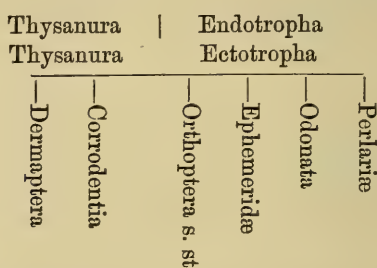 Thysanura | Endotropha
Thysanura Ectotropha
—Dermaptera
—Corrodentia
—Orthoptera s. st
—Ephemeridæ
—Odonata
—Perlariæ